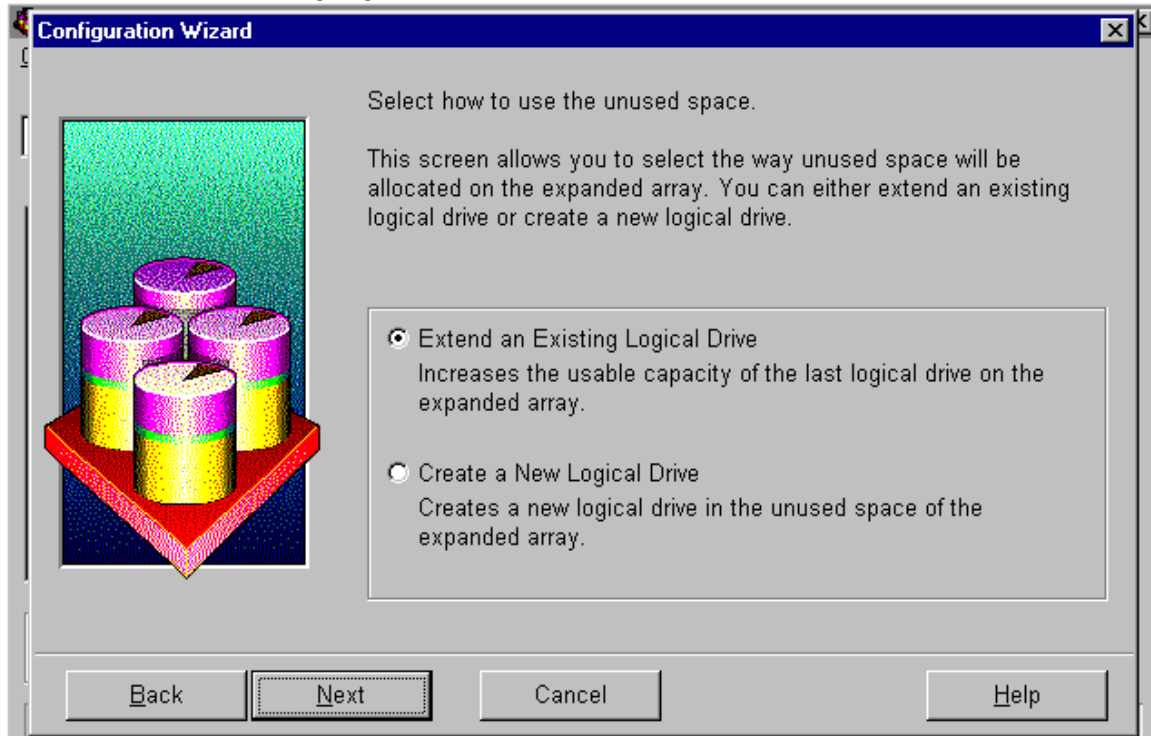 Configuration Wizard
Select how to use the unused space.
This screen allows you to select the way unused space will be
allocated on the expanded array. You can either extend an existing
logical drive or create a new logical drive.
Extend an Existing Logical Drive
Increases the usable capacity of the last logical drive on the
expanded array.
Create a New Logical Drive
Creates a new logical drive in the unused space of the
expanded array.
Back
Next
Cancel
Help